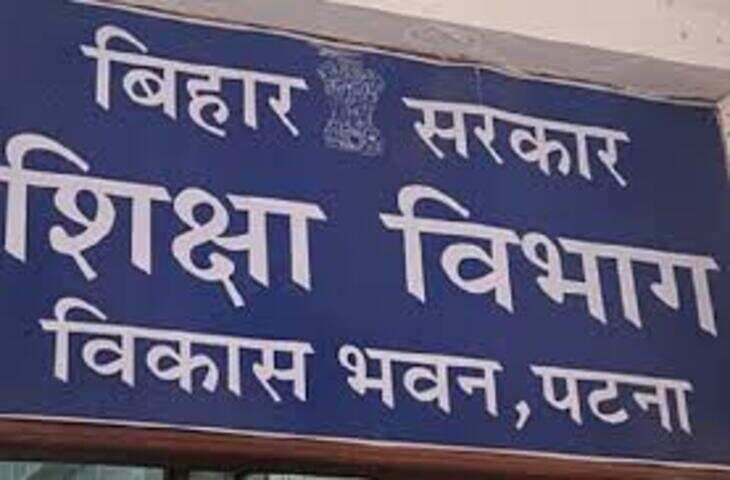 बिहार सरकार
शिक्षा विभाग
विकास भवन, पटना